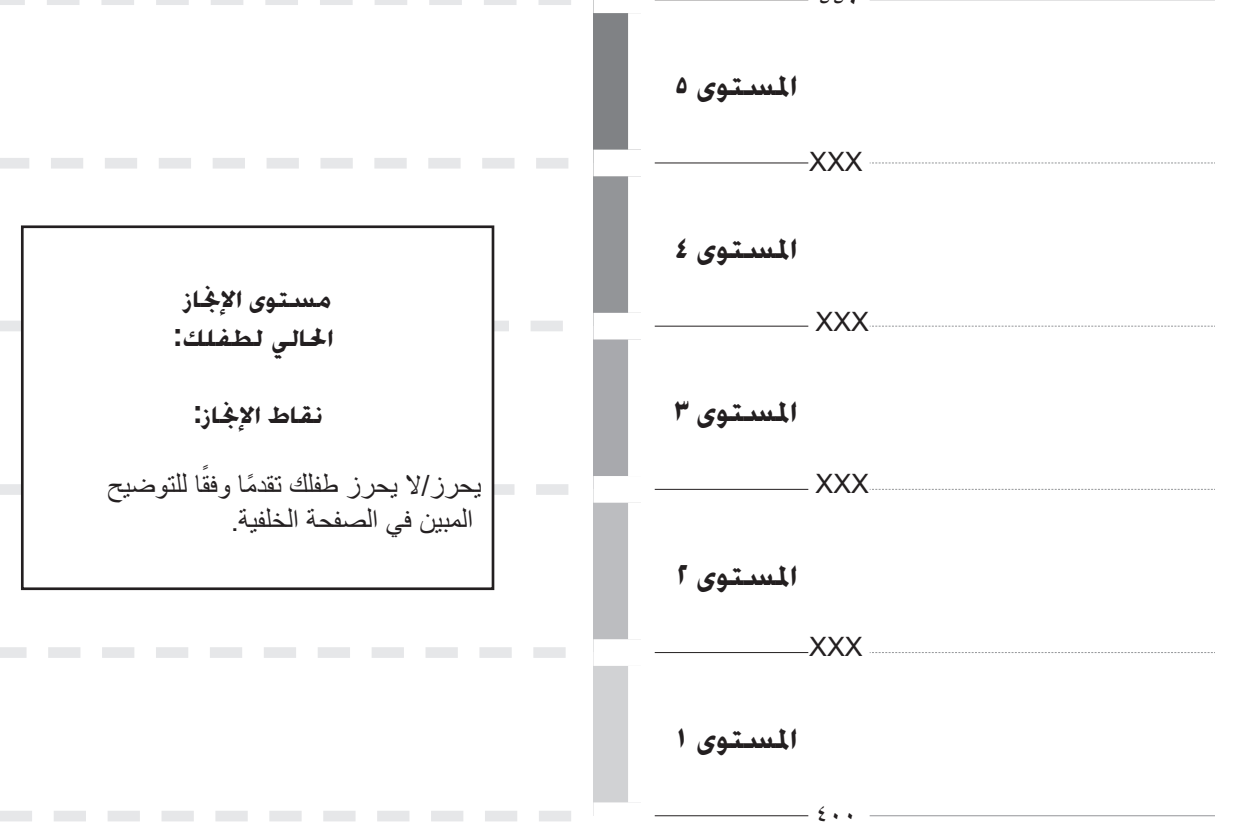 المستوى ٥
XXX
المستوى ٤
XXX
المستوى ٣
XXX
المستوى ٢
XXX
المستوى ١
٤٠٠
مستوى الإنجاز
الحالي لطفلك:
نقاط الإنجاز:
يحرز/لا يحرز طفلك تقدمًا وفقًا للتوضيح
المبين في الصفحة الخلفية.